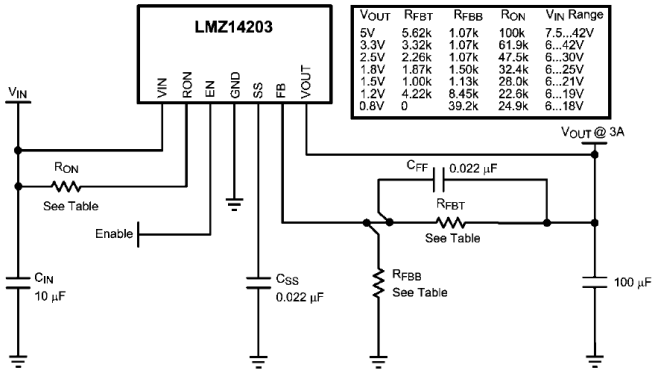 LMZ14203
VIN
RON
EN
GND
SS
FB
VOUT
VOUT RFBT RFBB RON VIN Range
5V 5.62k 1.07k 100k 7.5...42V
3.3V 3.32k 1.07k 61.9k 6...42V
2.5V 2.26k 1.07k 47.5k 6...30V
1.8V 1.87k 1.50k 32.4k 6...25V
1.5V 1.00k 1.13k 28.0k 6...21V
1.2V 4.22k 8.45k 22.6k 6...19V
0.8V 0 39.2k 24.9k 6...18V
VIN
VOUT @ 3A
RON
See Table
CFF 0.022 µF
RFBT
See Table
Enable
CIN
10 µF
CSS
0.022 µF
RFBB
See Table
100 µF